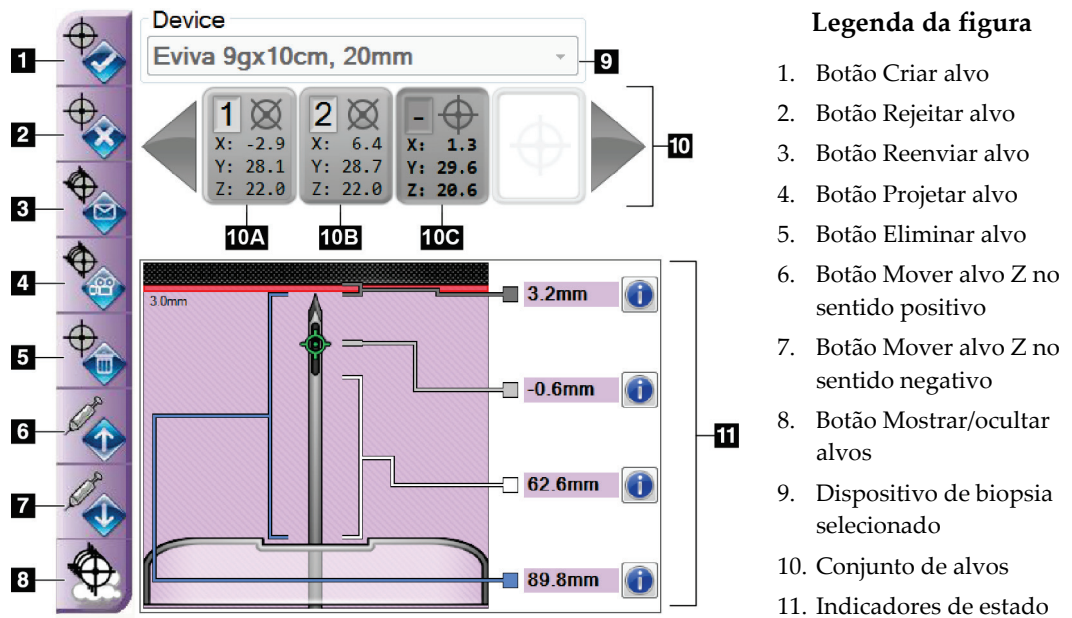 Device
Eviva 9gx10cm, 20mm
1
2
3
4
5
6
7
8
9
10
11
1
X: -2.9
Y: 28.1
Z: 22.0
2
X: 6.4
Y: 28.7
Z: 22.0
-
X: 1.3
Y: 29.6
Z: 20.6
10A
10B
10C
3.0mm
3.2mm
-0.6mm
62.6mm
89.8mm
Legenda da figura
1. Botão Criar alvo
2. Botão Rejeitar alvo
3. Botão Reenviar alvo
4. Botão Projetar alvo
5. Botão Eliminar alvo
6. Botão Mover alvo Z no
sentido positivo
7. Botão Mover alvo Z no
sentido negativo
8. Botão Mostrar/ocultar
alvos
9. Dispositivo de biopsia
selecionado
10. Conjunto de alvos
11. Indicadores de estado